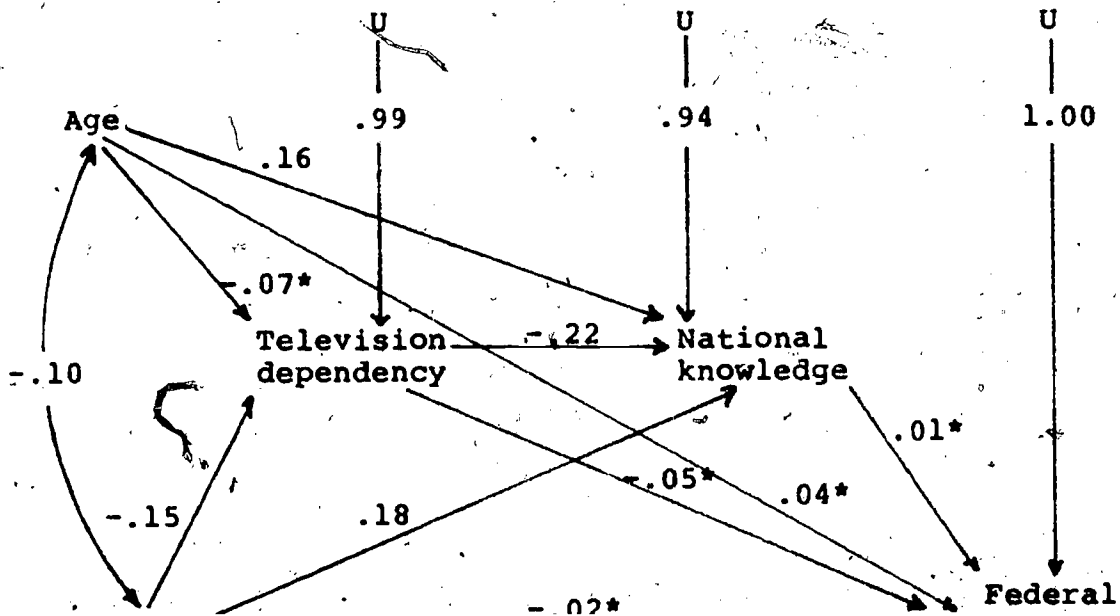 U U U
Age .99 .94 1.00
.16
-.07*
Television -.22 National
dependency knowledge
-.10
.01*
-.05* .04*
-.15 .18
Federal
-.02*